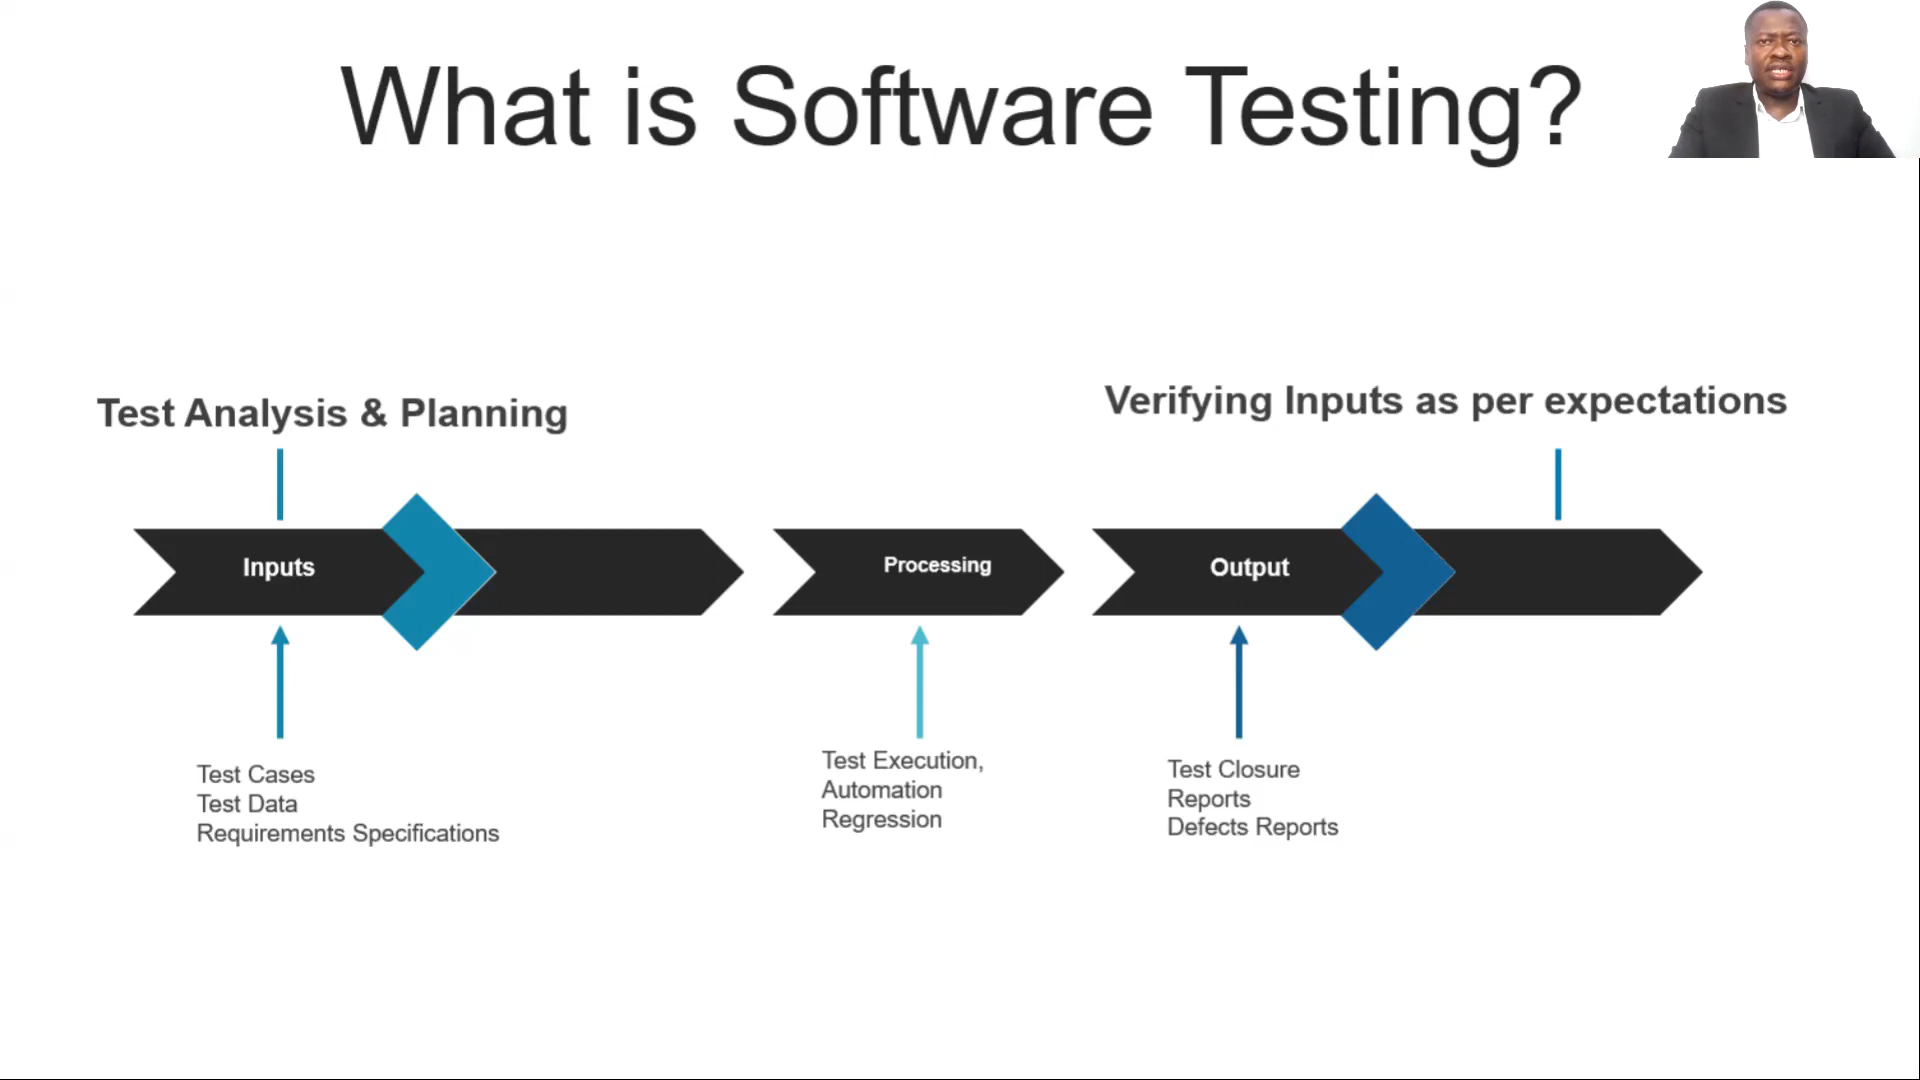 What is Software Testing?
Test Analysis & Planning
Verifying Inputs as per expectations
Inputs
Processing
Output
Test Cases
Test Data
Requirements Specifications
Test Execution,
Automation
Regression
Test Closure
Reports
Defects Reports